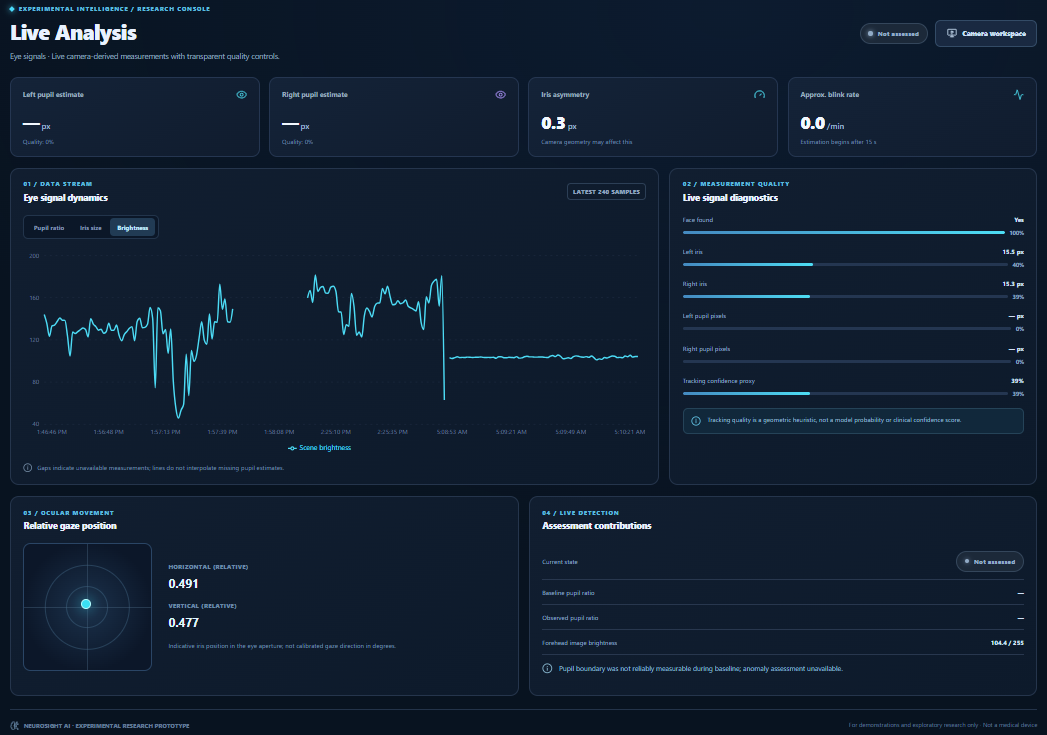 EXPERIMENTAL INTELLIGENCE / RESEARCH CONSOLE
Live Analysis
Eye signals · Live camera-derived measurements with transparent quality controls.
Not assessed
Camera workspace
Left pupil estimate
— px
Quality: 0%
Right pupil estimate
— px
Quality: 0%
Iris asymmetry
0.3 px
Camera geometry may affect this
Approx. blink rate
0.0 /min
Estimation begins after 15 s
01 / DATA STREAM
Eye signal dynamics
LATEST 240 SAMPLES
Pupil ratio Iris size Brightness
200
160
120
80
40
1:46:46 PM 1:56:48 PM 1:57:13 PM 1:57:39 PM 1:58:08 PM 2:25:10 PM 2:25:35 PM 5:08:53 AM 5:09:21 AM 5:09:49 AM 5:10:21 AM
Scene brightness
Gaps indicate unavailable measurements; lines do not interpolate missing pupil estimates.
02 / MEASUREMENT QUALITY
Live signal diagnostics
Face found Yes
100%
Left iris 15.5 px
40%
Right iris 15.3 px
39%
Left pupil pixels — px
0%
Right pupil pixels — px
0%
Tracking confidence proxy 39%
39%
Tracking quality is a geometric heuristic, not a model probability or clinical confidence score.
03 / OCULAR MOVEMENT
Relative gaze position
HORIZONTAL (RELATIVE)
0.491
VERTICAL (RELATIVE)
0.477
Indicative iris position in the eye aperture; not calibrated gaze direction in degrees.
04 / LIVE DETECTION
Assessment contributions
Current state Not assessed
Baseline pupil ratio —
Observed pupil ratio —
Forehead image brightness 104.4 / 255
Pupil boundary was not reliably measurable during baseline; anomaly assessment unavailable.
NEUROSIGHT AI · EXPERIMENTAL RESEARCH PROTOTYPE
For demonstrations and exploratory research only · Not a medical device